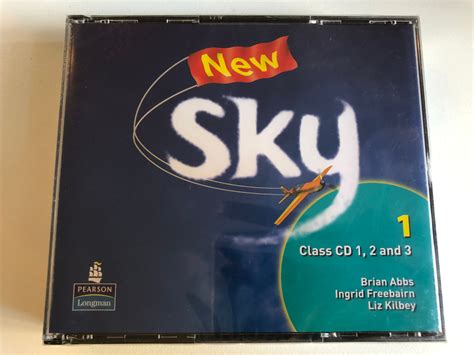 New
Sky
1
Class CD 1, 2 and 3
Brian Abbs
Ingrid Freebairn
Liz Kilbey
PEARSON
Longman